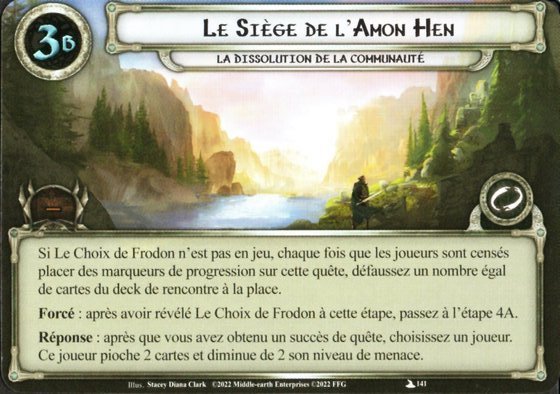 3B
Le Siège de l'Amon Hen
La dissolution de la communauté
–
Si Le Choix de Frodon n'est pas en jeu, chaque fois que les joueurs sont censés
placer des marqueurs de progression sur cette quête, défaussez un nombre égal
de cartes du deck de rencontre à la place.
Forcé : après avoir révélé Le Choix de Frodon à cette étape, passez à l'étape 4A.
Réponse : après que vous avez obtenu un succès de quête, choisissez un joueur.
Ce joueur pioche 2 cartes et diminue de 2 son niveau de menace.
Illus. Stacey Diana Clark ©2022 Middle-earth Enterprises ©2022 FFG 141